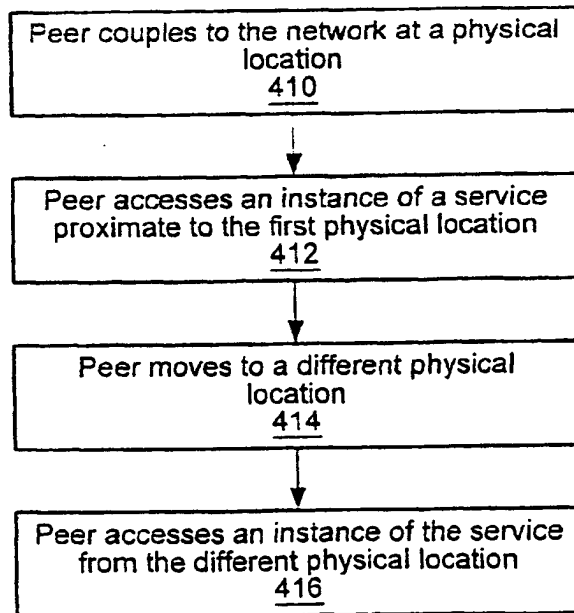 Peer couples to the network at a physical
location
410
Peer accesses an instance of a service
proximate to the first physical location
412
Peer moves to a different physical
location
414
Peer accesses an instance of the service
from the different physical location
416